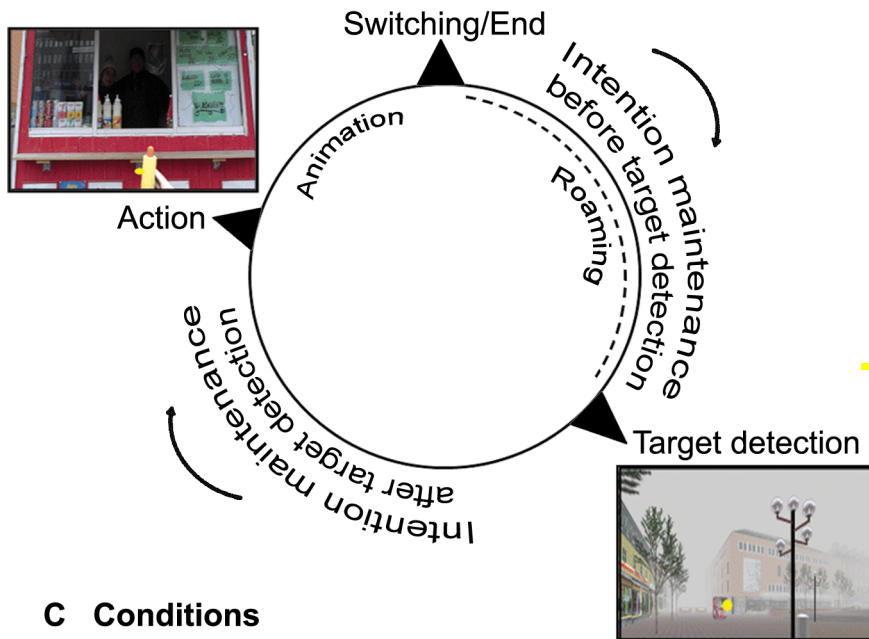 Switching/End
Intention maintenance
before target detection
Roaming
Animation
Action
Target detection
Intention maintenance
after target detection
C Conditions